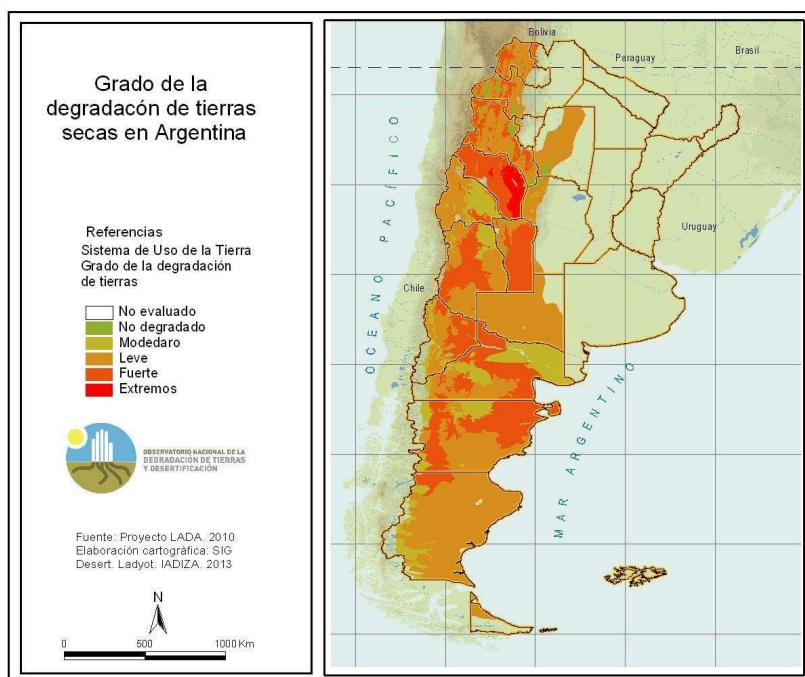 Grado de la
degradacón de tierras
secas en Argentina
Referencias
Sistema de Uso de la Tierra
Grado de la degradación
de tierras
No evaluado
No degradado
Modedaro
Leve
Fuerte
Extremos
OBSERVATORIO NACIONAL DE LA
DEGRADACIÓN DE TIERRAS
Y DESERTIFICACIÓN
Fuente: Proyecto LADA. 2010
Elaboración cartográfica: SIG
Desert. Ladyot. IADIZA. 2013
N
0 500 1000 Km
Bolivia
Paraguay
Brasil
OCEANO PACÍFICO
Uruguay
Chile
MAR ARGENTINO